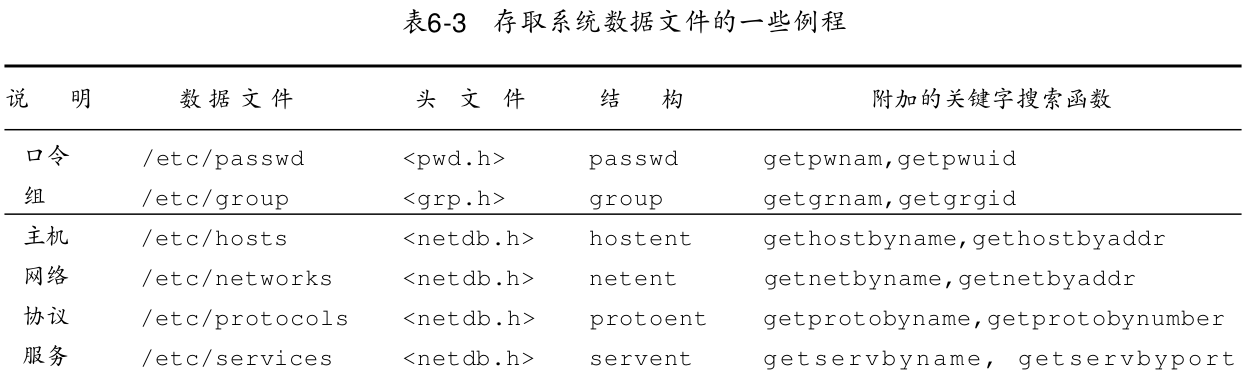 表6-3 存取系统数据文件的一些例程
说 明 数据文件 头 文 件 结 构 附加的关键字搜索函数
口令 /etc/passwd <pwd.h> passwd getpwnam,getpwuid
组 /etc/group <grp.h> group getgrnam,getgrgid
主机 /etc/hosts <netdb.h> hostent gethostbyname,gethostbyaddr
网络 /etc/networks <netdb.h> netent getnetbyname,getnetbyaddr
协议 /etc/protocols <netdb.h> protoent getprotobyname,getprotobynumber
服务 /etc/services <netdb.h> servent getservbyname, getservbyport